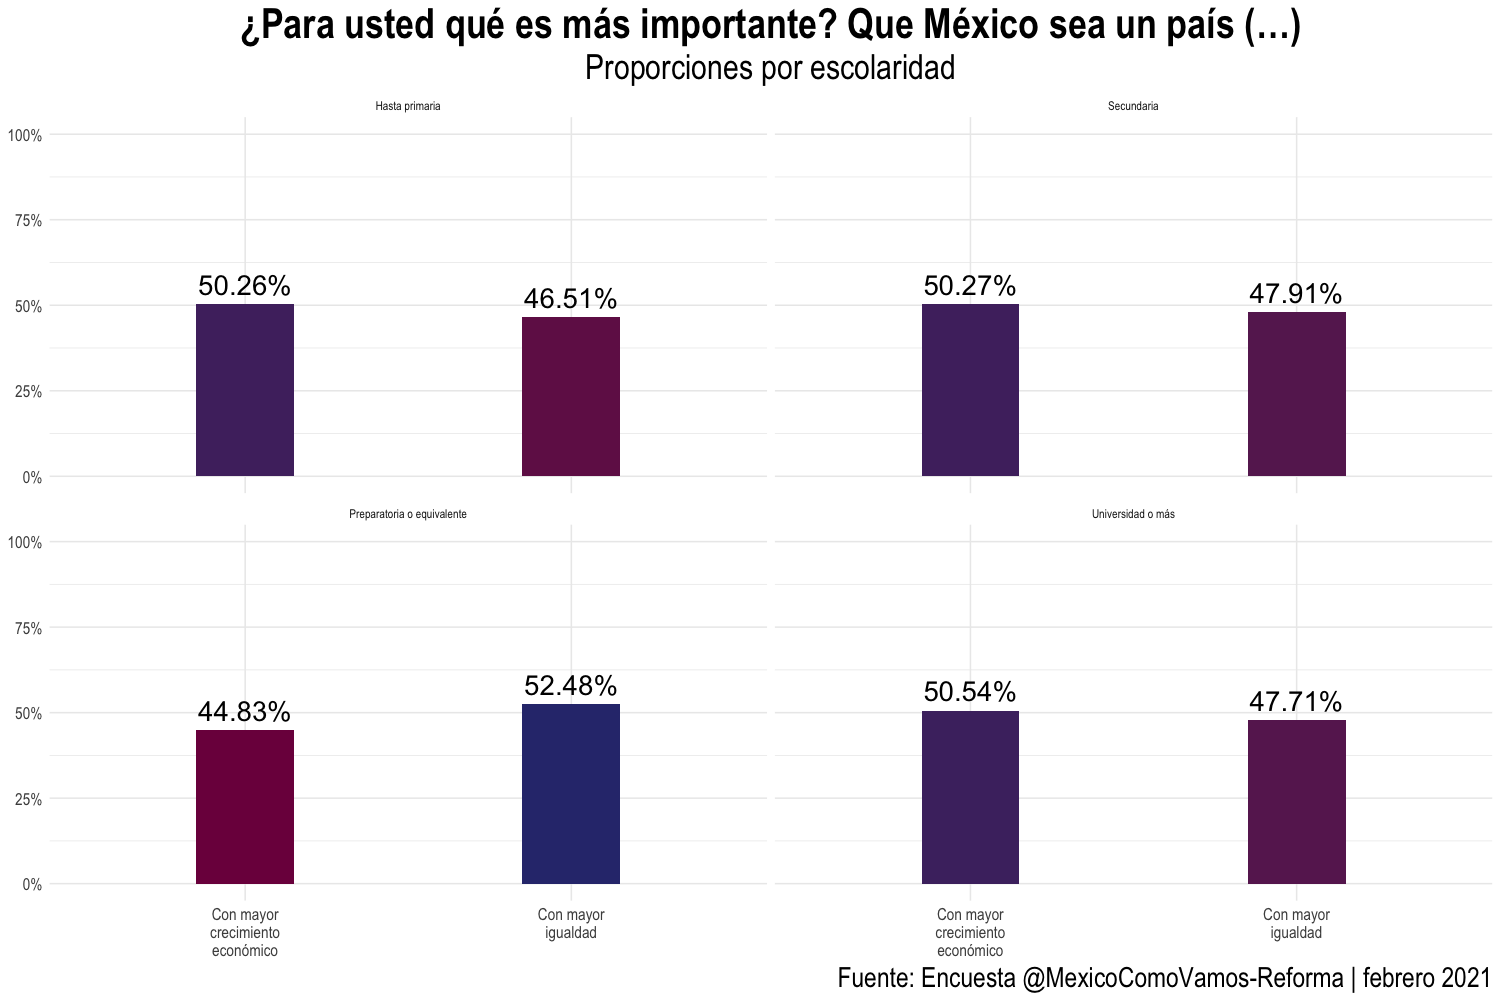 ¿Para usted qué es más importante? Que México sea un país (…)
Proporciones por escolaridad
Hasta primaria
Secundaria
100%
75%
50%
25%
0%
50.26%
46.51%
50.27%
47.91%
Preparatoria o equivalente
Universidad o más
100%
75%
50%
25%
0%
44.83%
52.48%
50.54%
47.71%
Con mayor
crecimiento
económico
Con mayor
igualdad
Con mayor
crecimiento
económico
Con mayor
igualdad
Fuente: Encuesta @MexicoComoVamos-Reforma | febrero 2021